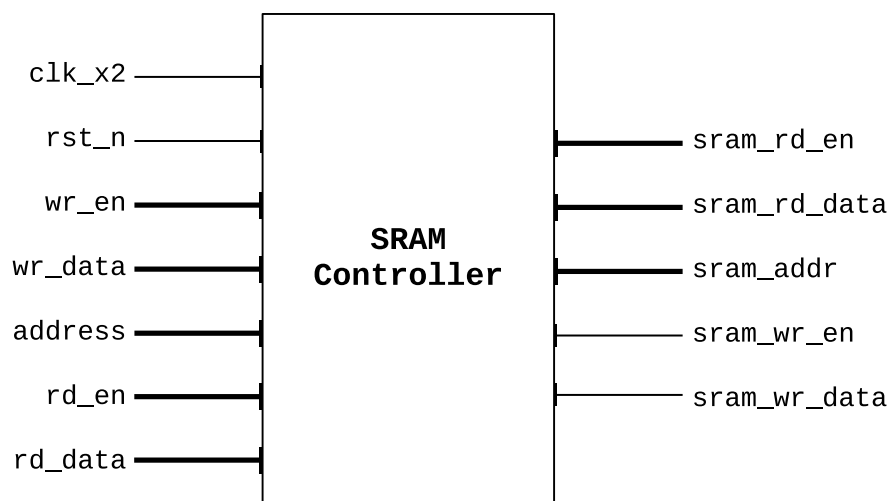 clk_x2
rst_n
wr_en
wr_data
address
rd_en
rd_data
SRAM
Controller
sram_rd_en
sram_rd_data
sram_addr
sram_wr_en
sram_wr_data